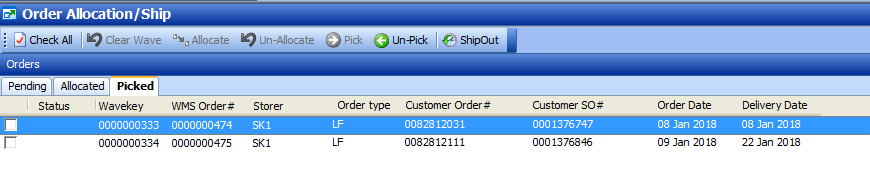 Order Allocation/Ship
Check All Clear Wave Allocate Un-Allocate Pick Un-Pick ShipOut
Orders
Pending Allocated Picked
Status Wavekey WMS Order# Storer Order type Customer Order# Customer SO# Order Date Delivery Date
0000000333 0000000474 SK1 LF 0082812031 0001376747 08 Jan 2018 08 Jan 2018
0000000334 0000000475 SK1 LF 0082812111 0001376846 09 Jan 2018 22 Jan 2018